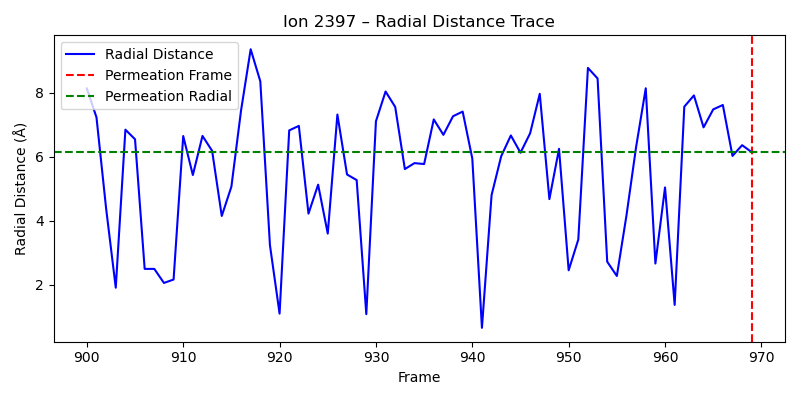 Ion 2397 – Radial Distance Trace
Radial Distance
Permeation Frame
Permeation Radial
Radial Distance (Å)
8
6
4
2
900 910 920 930 940 950 960 970
Frame